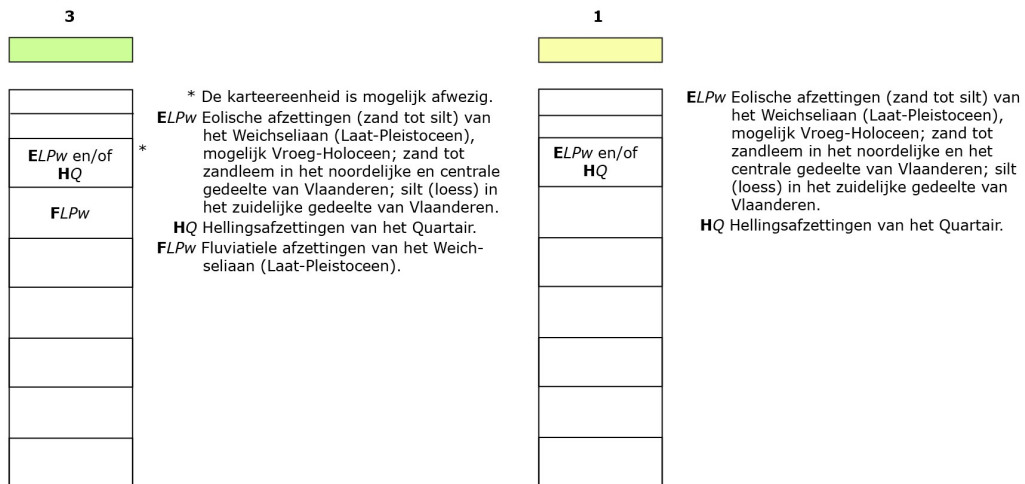 3
* De karteereenheid is mogelijk afwezig.
ELPw Eolische afzettingen (zand tot silt) van
het Weichseliaan (Laat-Pleistoceen),
mogelijk Vroeg-Holoceen; zand tot
zandleem in het noordelijke en centrale
gedeelte van Vlaanderen; silt (loess) in
het zuidelijke gedeelte van Vlaanderen.
HQ Hellingsafzettingen van het Quartair.
FLPw Fluviatiele afzettingen van het Weich-
seliaan (Laat-Pleistoceen).
ELPw en/of
HQ
*
FLPw
1
ELPw Eolische afzettingen (zand tot silt) van
het Weichseliaan (Laat-Pleistoceen),
mogelijk Vroeg-Holoceen; zand tot
zandleem in het noordelijke en het
centrale gedeelte van Vlaanderen; silt
(loess) in het zuidelijke gedeelte van
Vlaanderen.
HQ Hellingsafzettingen van het Quartair.
ELPw en/of
HQ